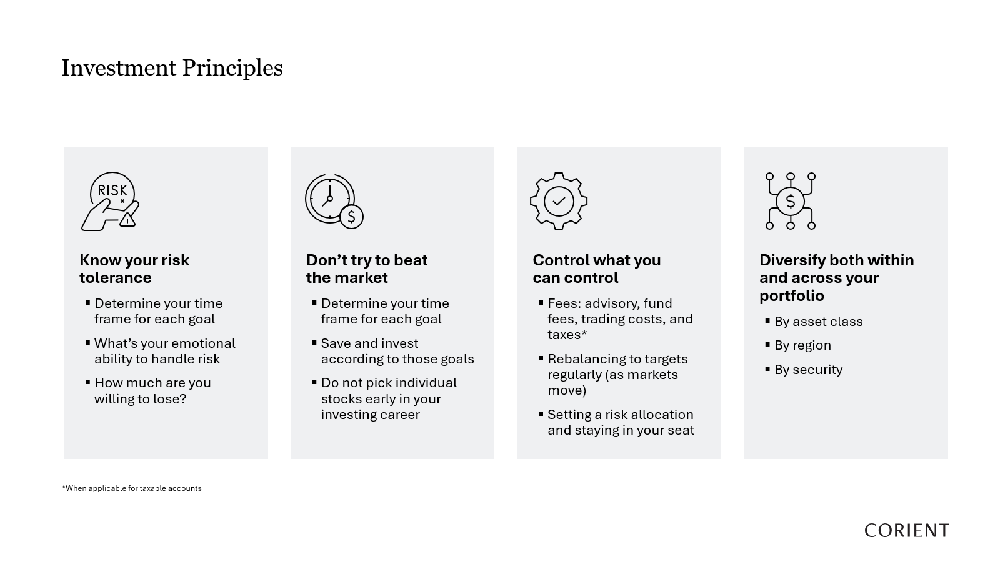 Investment Principles
RISK
Know your risk
tolerance
▪ Determine your time
frame for each goal
▪ What’s your emotional
ability to handle risk
▪ How much are you
willing to lose?
$
Don’t try to beat
the market
▪ Determine your time
frame for each goal
▪ Save and invest
according to those goals
▪ Do not pick individual
stocks early in your
investing career
Control what you
can control
▪ Fees: advisory, fund
fees, trading costs, and
taxes*
▪ Rebalancing to targets
regularly (as markets
move)
▪ Setting a risk allocation
and staying in your seat
$
Diversify both within
and across your
portfolio
▪ By asset class
▪ By region
▪ By security
*When applicable for taxable accounts
CORIENT